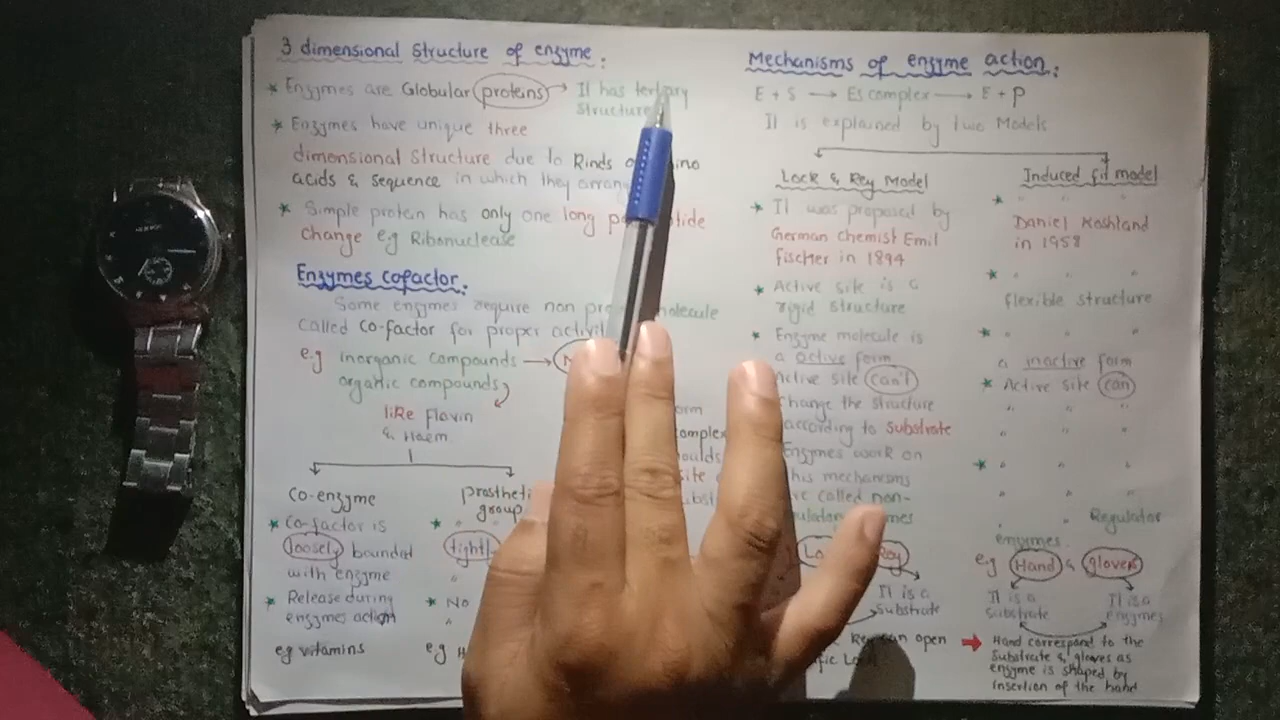 3 dimensional structure of enzyme:
* Enzymes are Globular proteins → It has tertiary
structure
* Enzymes have unique three
dimensional structure due to Kinds
acids & sequence in which they
* Simple protein has only one long
change e.g Ribonuclease
Enzymes cofactor:
Some enzymes require non
called co-factor for proper
e.g inorganic compounds →
organic compounds
like Flavin
& Haem
Co-enzyme
* Co-factor is
loosely bounded
with enzyme
* Release during
enzymes action
eg vitamins
group
* " "
"
* No
"
eg
complex
Mechanisms of enzyme action:
E + S → Es complex → E + P
It is explained by two Models
Lock & Key Model
* It was proposed by
German chemist Emil
fischer in 1894
* Active site is a
rigid structure
* Enzyme molecule is
a active form
Active site can't
change the structure
according to substrate
Enzymes work on
this mechanisms
called non-
It is a
substrate
Key can open
Induced fit model
* " " "
Daniel Koshland
in 1958
* " " "
flexible structure
* " " "
a inactive form
* Active site can
" " "
" " "
* " " "
" " "
" " Regulator
enzymes
e.g Hand & glovers
It is a
substrate
It is a
enzymes
→ Hand correspond to the
substrate & gloves as
enzyme is shaped by
insertion of the hand